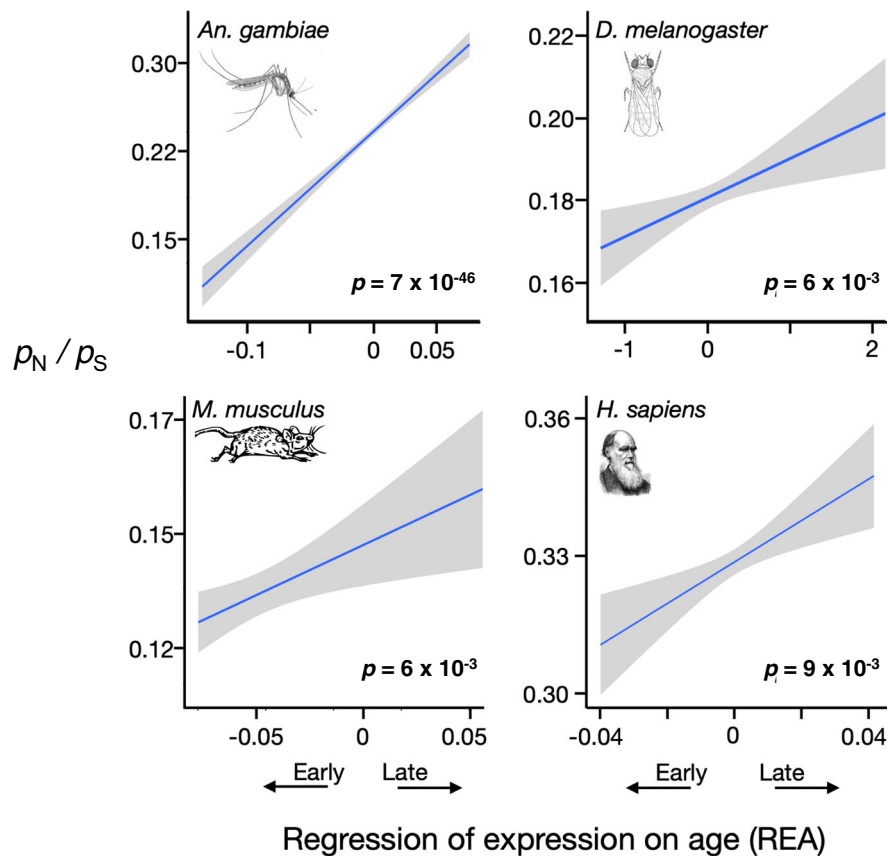 An. gambiae
0.30
0.22
0.15
-0.1
0
0.05
p = 7 x 10-46
D. melanogaster
0.22
0.20
0.18
0.16
-1
0
1
2
p = 6 x 10-3
pN / pS
M. musculus
0.17
0.15
0.12
-0.05
0
0.05
p = 6 x 10-3
Early Late
H. sapiens
0.36
0.33
0.30
-0.04
0
0.04
p = 9 x 10-3
Early Late
Regression of expression on age (REA)